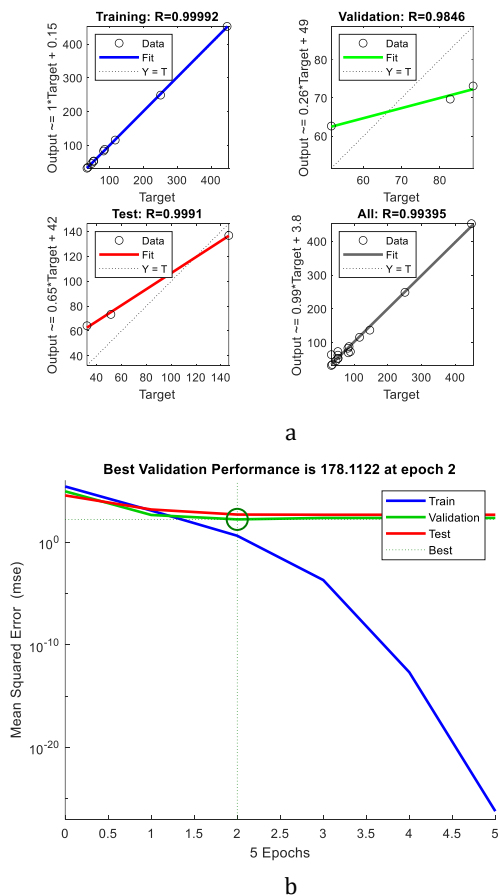 Training: R=0.99992
Output ~= 1*Target + 0.15
400
300
200
100
Data
Fit
Y = T
100 200 300 400
Target
Validation: R=0.9846
Output ~= 0.26*Target + 49
80
70
60
Data
Fit
Y = T
60 80
Target
Test: R=0.9991
Output ~= 0.65*Target + 42
140
120
100
80
60
40
Data
Fit
Y = T
40 60 80 100 120 140
Target
All: R=0.99395
Output ~= 0.99*Target + 3.8
400
300
200
100
Data
Fit
Y = T
100 200 300 400
Target
a
Best Validation Performance is 178.1122 at epoch 2
Mean Squared Error (mse)
10^0
10^-10
10^-20
Train
Validation
Test
Best
0 0.5 1 1.5 2 2.5 3 3.5 4 4.5 5
5 Epochs
b